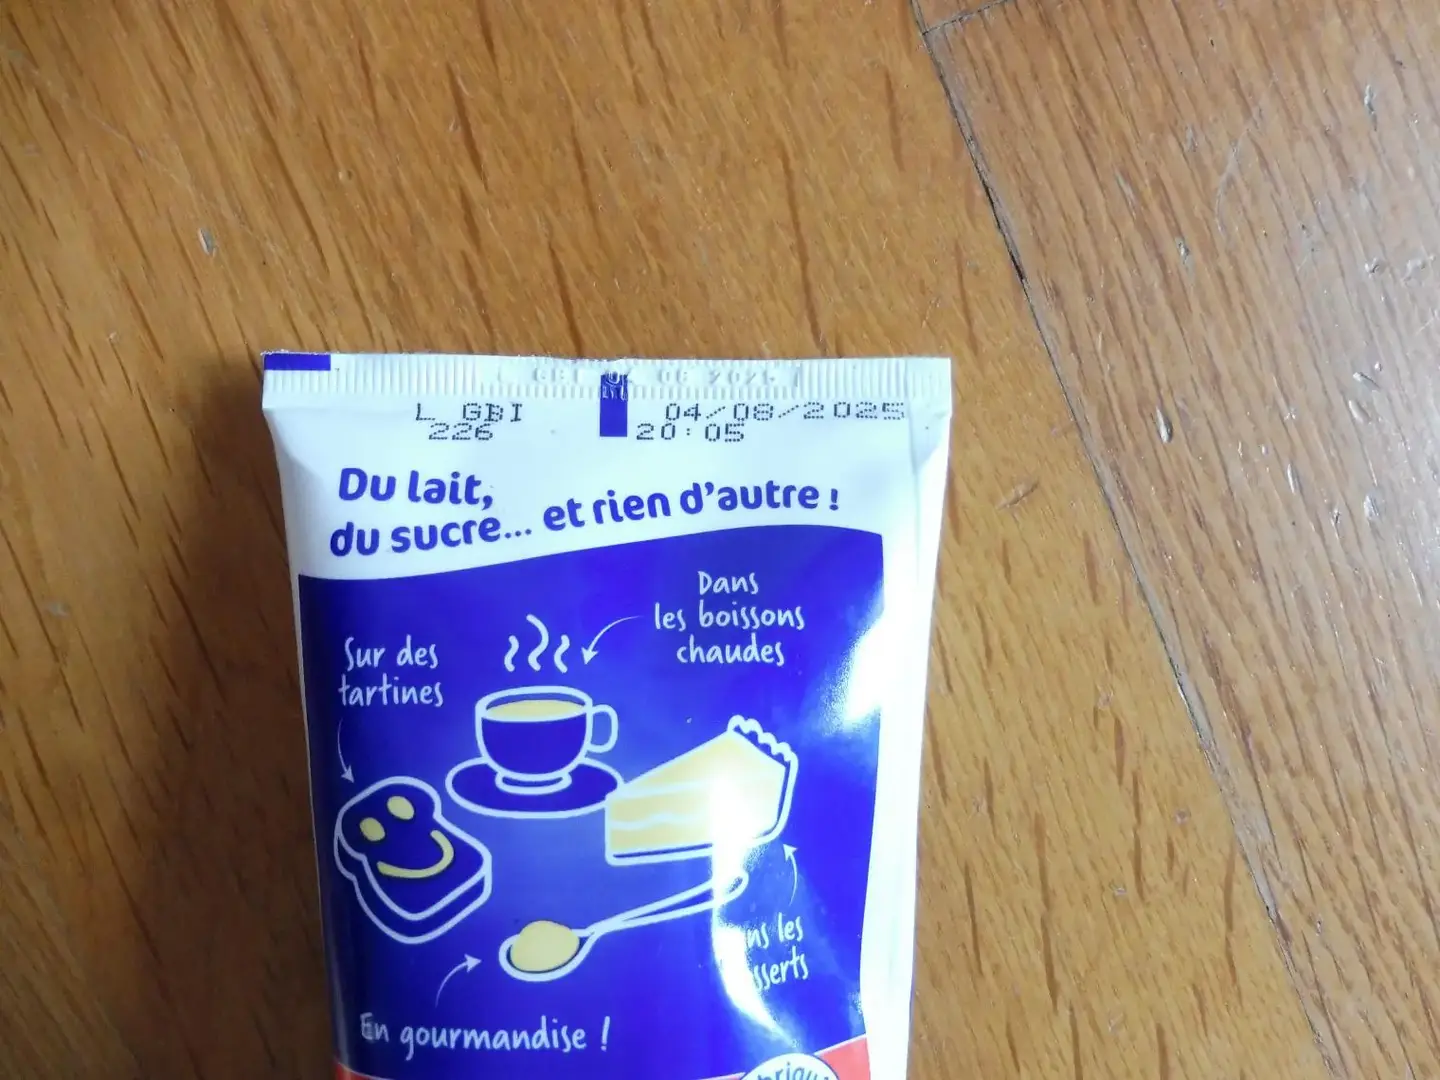 L GBI 04/08/2025
226 20:05
Du lait,
du sucre... et rien d'autre !
Dans
les boissons
chaudes
Sur des
tartines
les
En gourmandise !